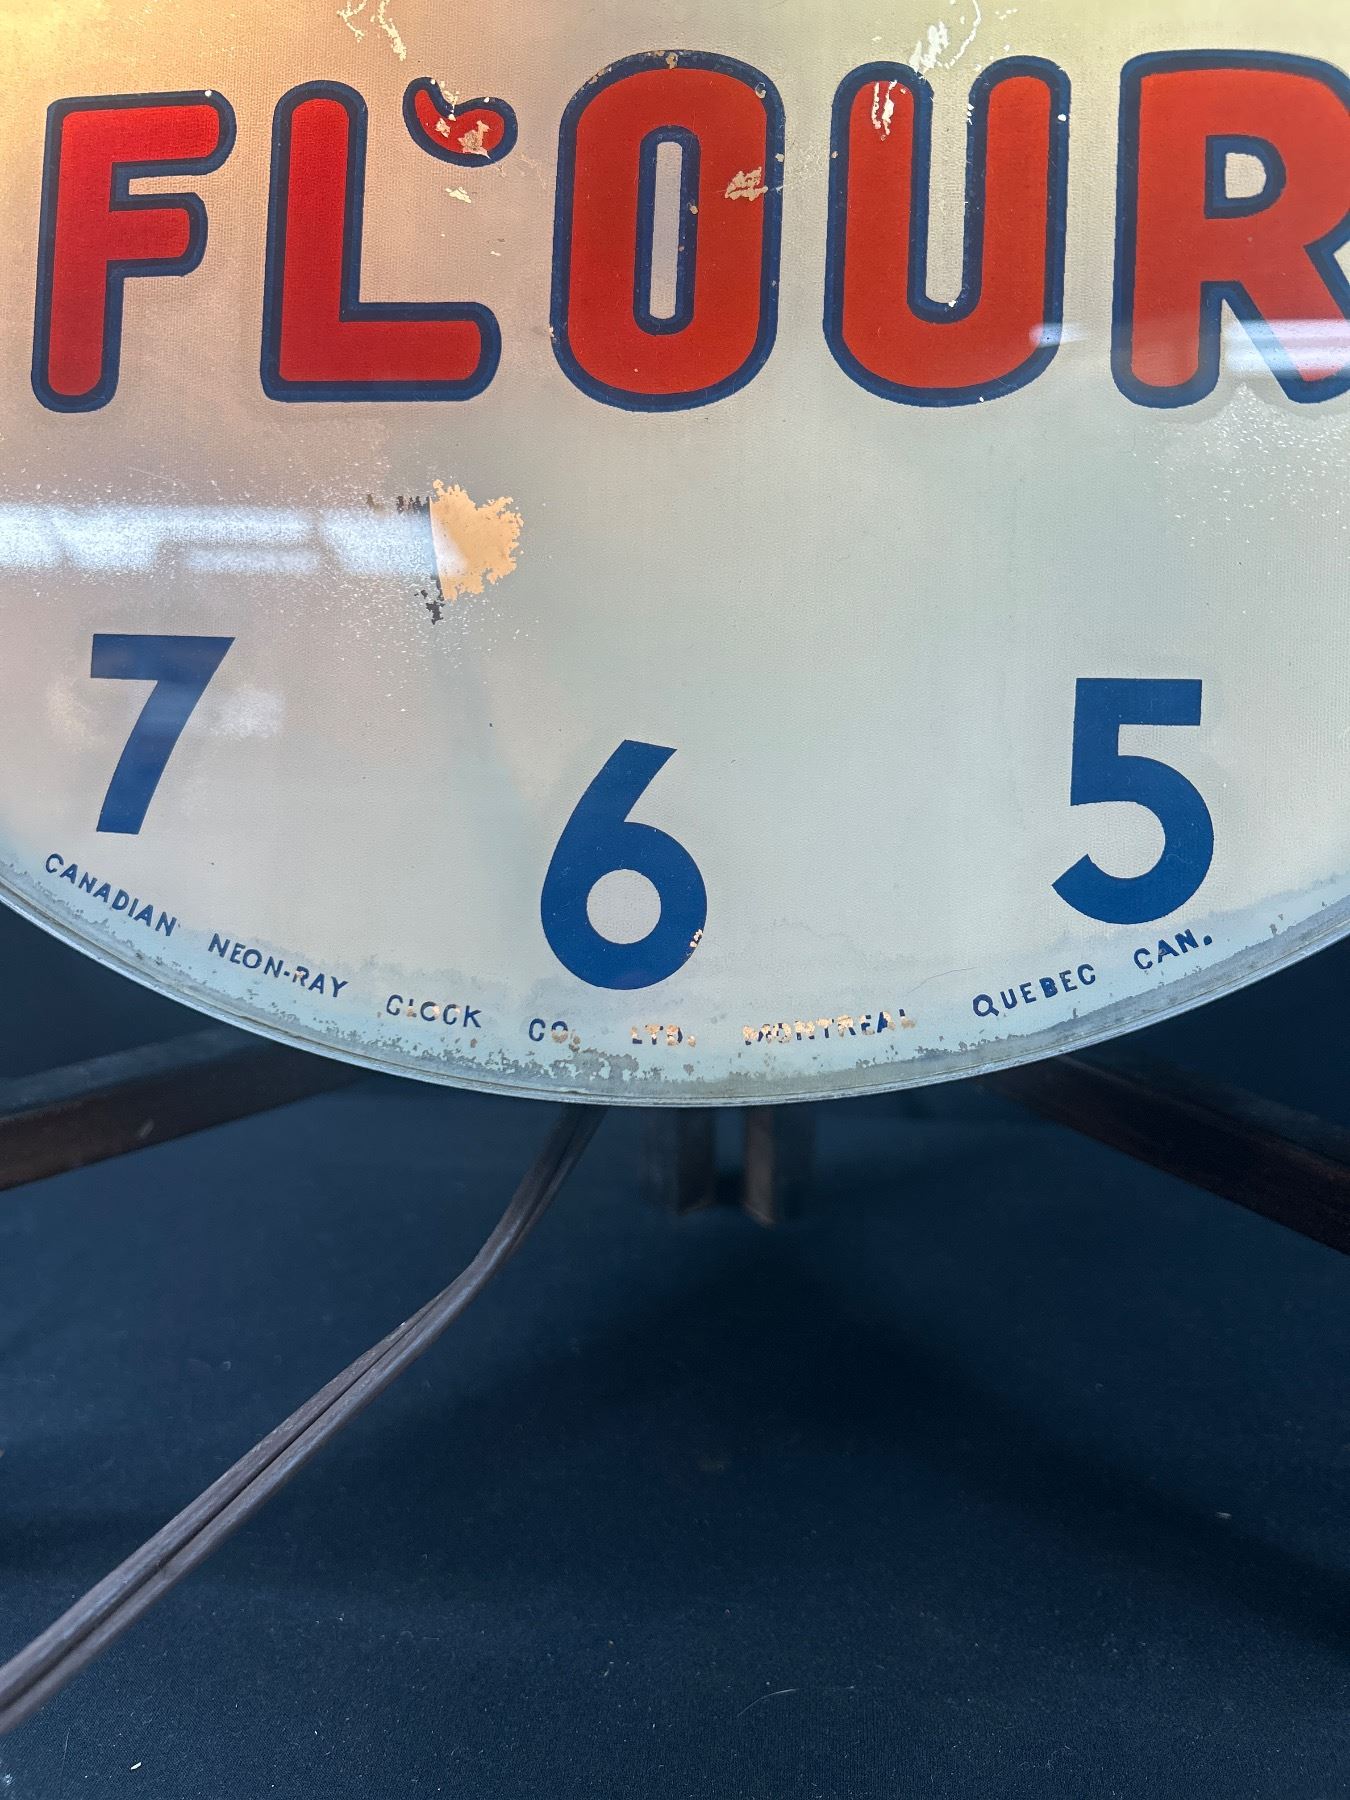 FLOUR
7 6 5
CANADIAN NEON-RAY CLOCK CO. LTD. MONTREAL QUEBEC CAN.